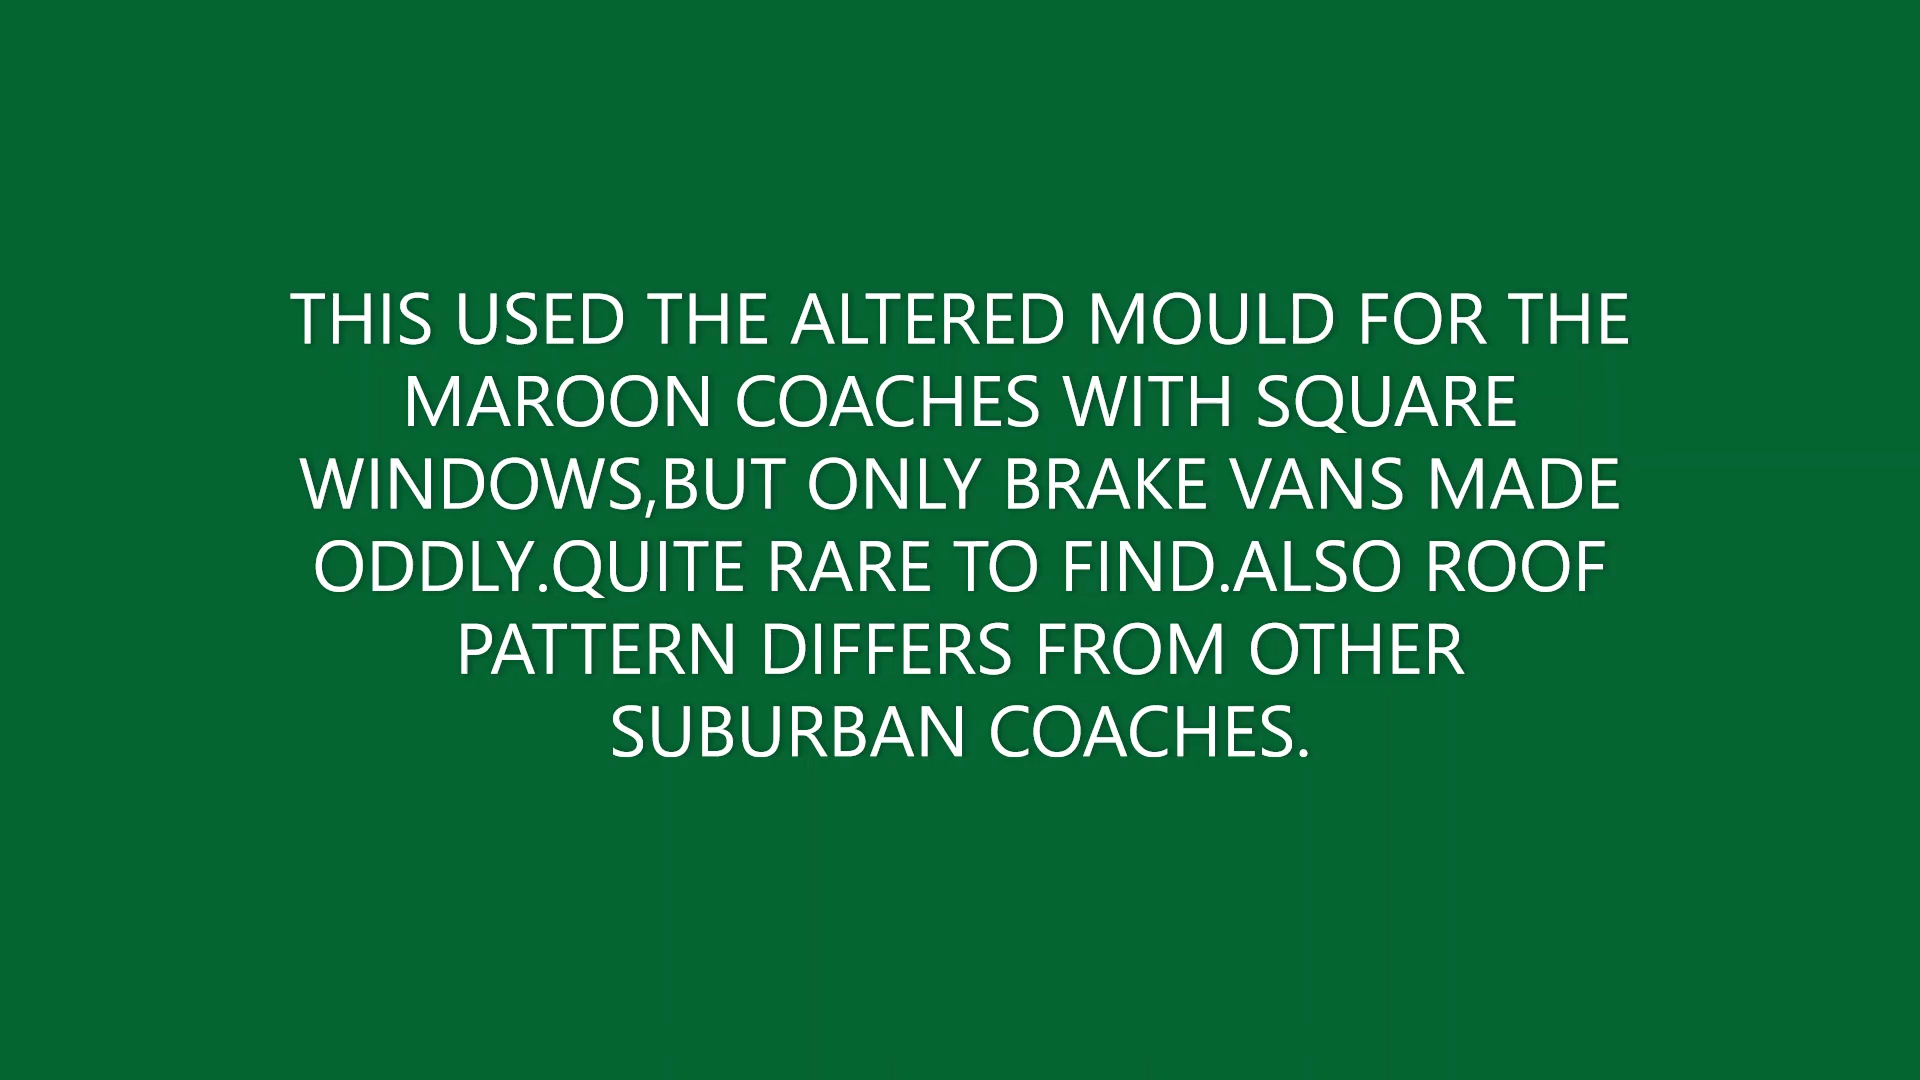 THIS USED THE ALTERED MOULD FOR THE
MAROON COACHES WITH SQUARE
WINDOWS,BUT ONLY BRAKE VANS MADE
ODDLY.QUITE RARE TO FIND.ALSO ROOF
PATTERN DIFFERS FROM OTHER
SUBURBAN COACHES.